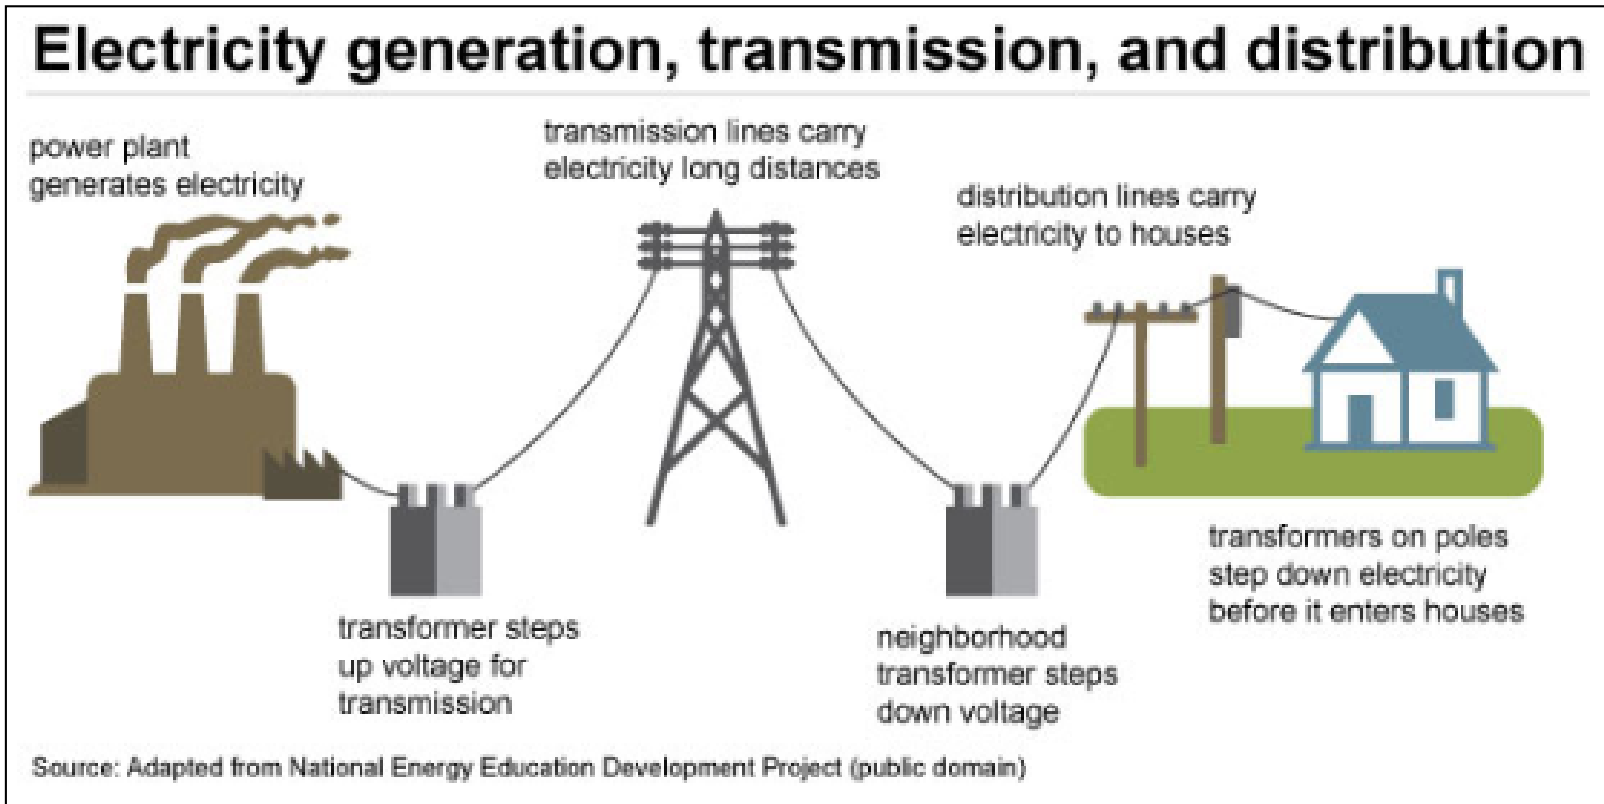 Electricity generation, transmission, and distribution
power plant
generates electricity
transmission lines carry
electricity long distances
distribution lines carry
electricity to houses
transformer steps
up voltage for
transmission
neighborhood
transformer steps
down voltage
transformers on poles
step down electricity
before it enters houses
Source: Adapted from National Energy Education Development Project (public domain)